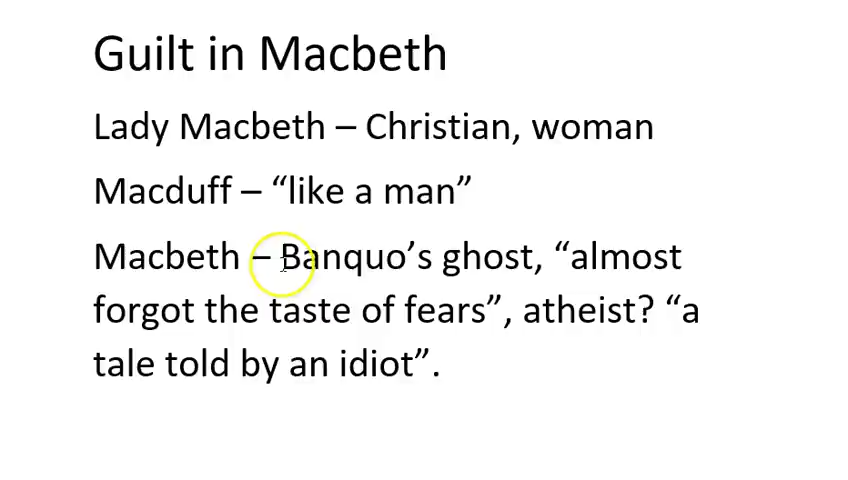 Guilt in Macbeth
Lady Macbeth – Christian, woman
Macduff – “like a man”
Macbeth – Banquo’s ghost, “almost
forgot the taste of fears”, atheist? “a
tale told by an idiot”.